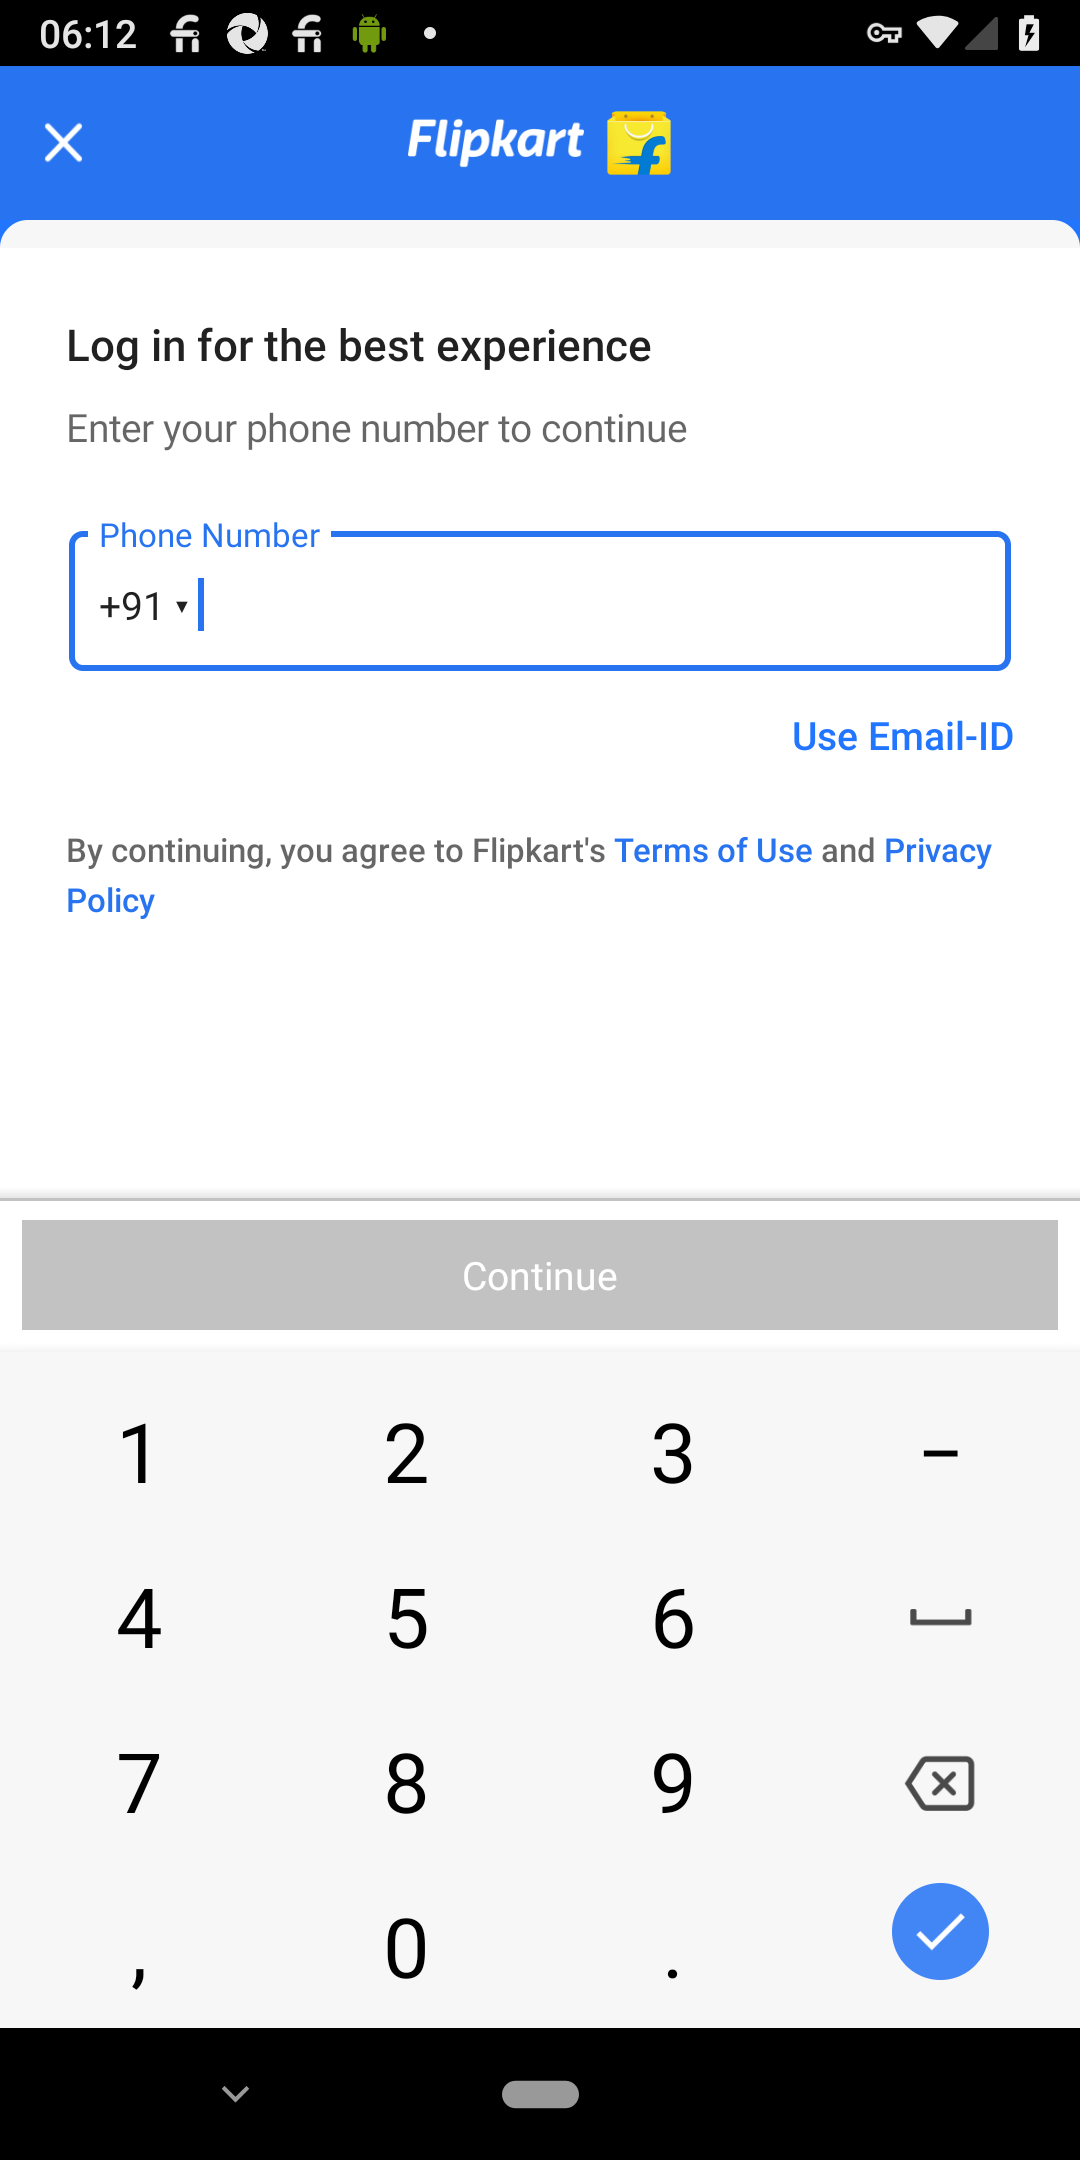 06:12
Flipkart
Log in for the best experience
Enter your phone number to continue
Phone Number
+91
Use Email-ID
By continuing, you agree to Flipkart's Terms of Use and Privacy
Policy
Continue
1 2 3 –
4 5 6
7 8 9
, 0 .